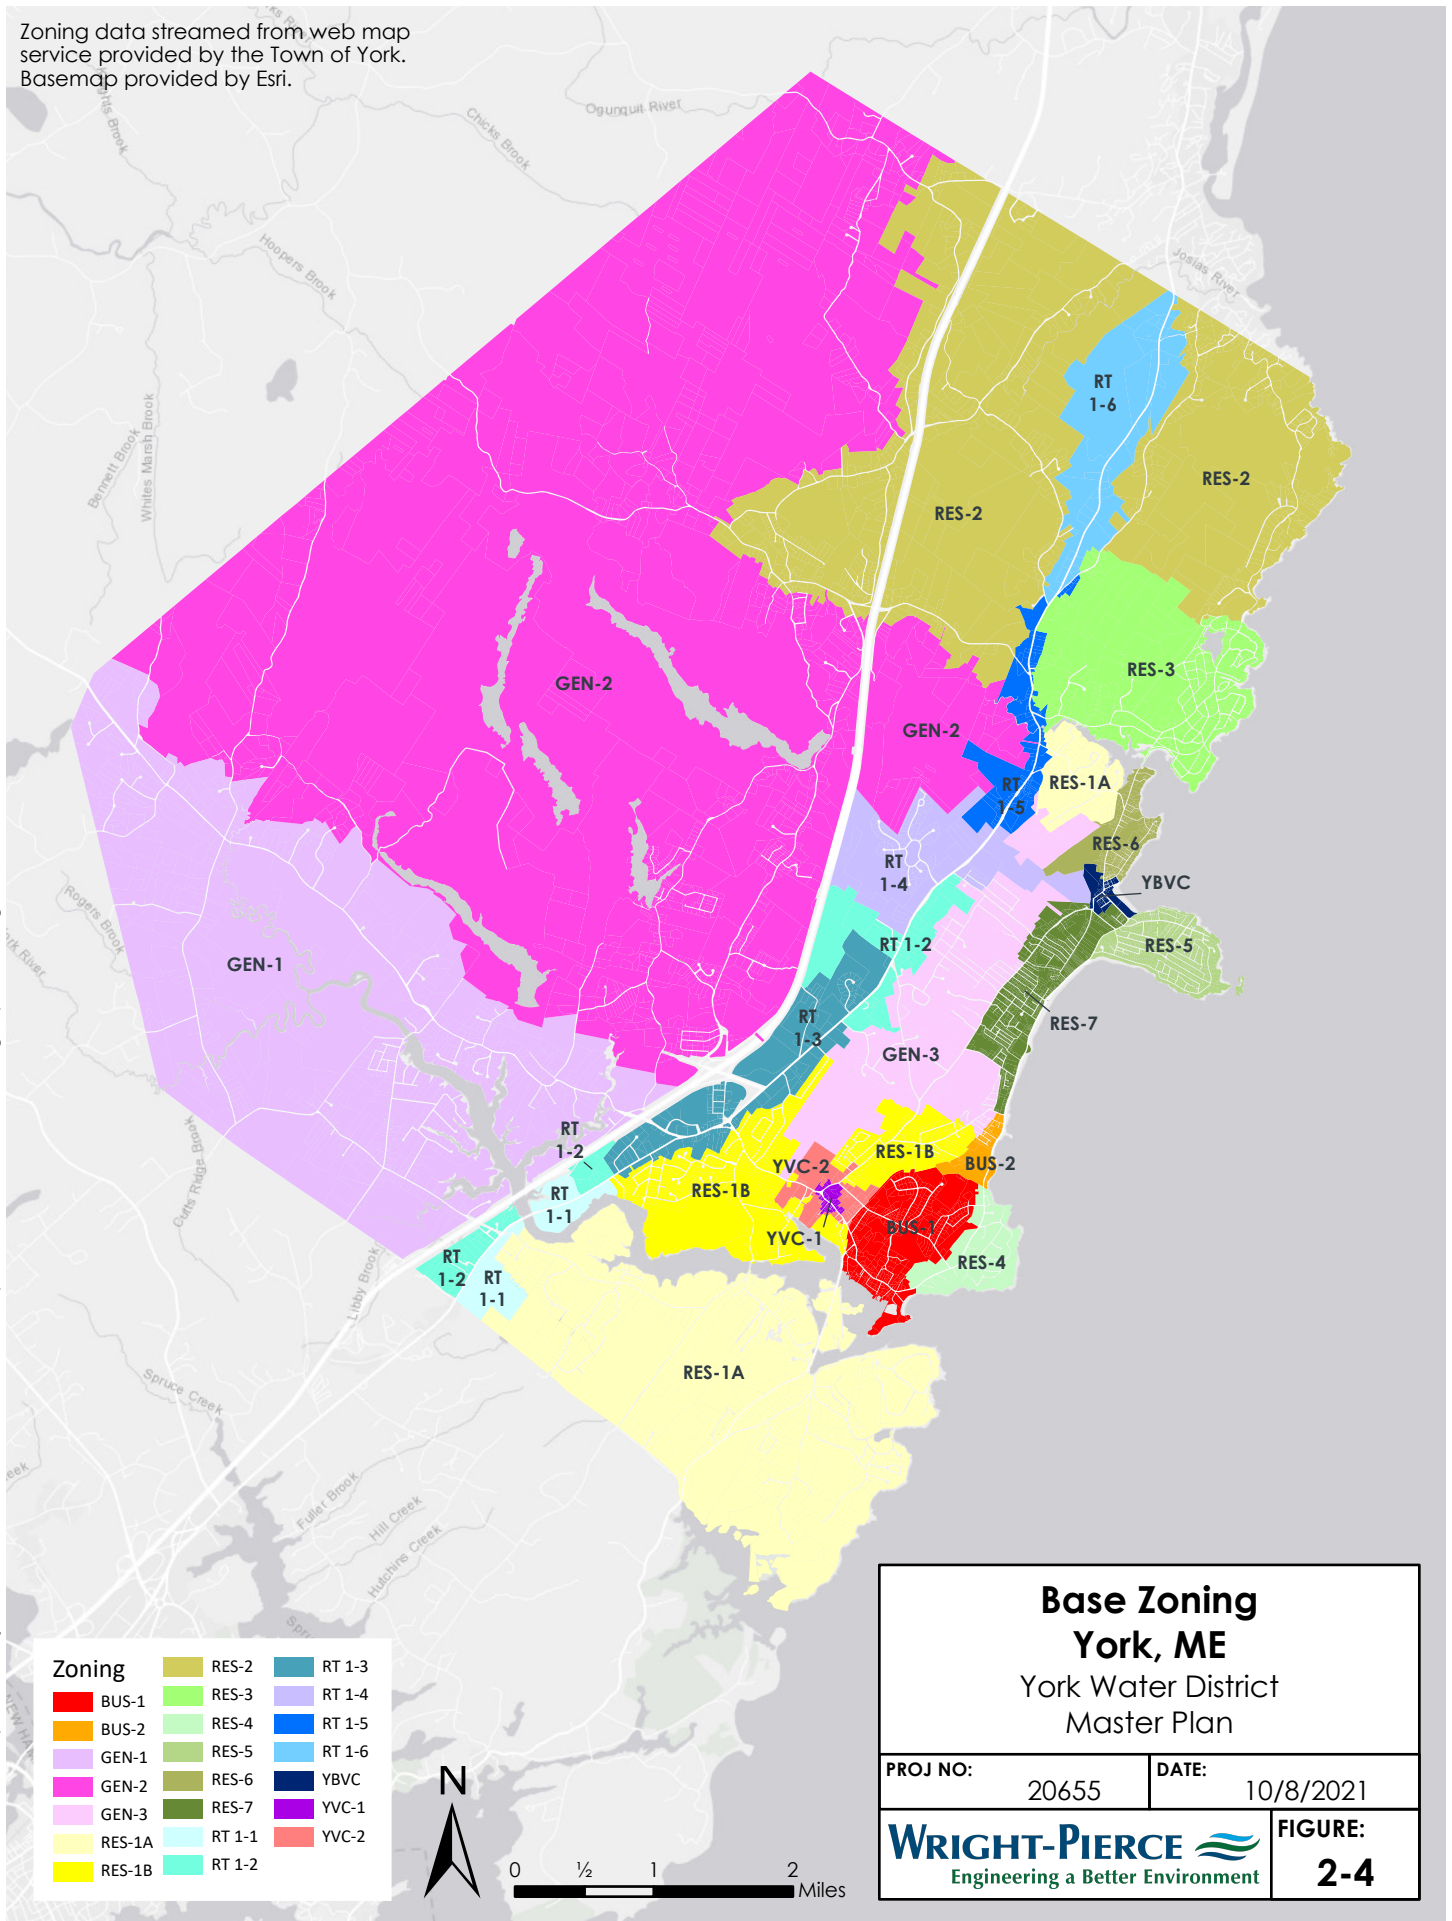 Zoning data streamed from web map
service provided by the Town of York.
Basemap provided by Esri.
Ogunquit River
Chicks Brook
Hoopers Brook
Josias River
Bennett Brook
Whites Marsh Brook
RT
1-6
RES-2
RES-2
GEN-2
RES-3
GEN-2
RT
1-5
RES-1A
RES-6
RT
1-4
YBVC
Rogers Brook
RT 1-2
RES-5
GEN-1
RT
1-3
RES-7
GEN-3
RT
1-2
RES-1B
YVC-2
BUS-2
Cutts Ridge Brook
RT
1-1
RES-1B
YVC-1
BUS-1
RT
1-2
RES-4
RT
1-1
Libby Brook
RES-1A
Spruce Creek
Fuller Brook
Hill Creek
Hutchins Creek
Zoning
BUS-1
BUS-2
GEN-1
GEN-2
GEN-3
RES-1A
RES-1B
RES-2
RES-3
RES-4
RES-5
RES-6
RES-7
RT 1-1
RT 1-2
RT 1-3
RT 1-4
RT 1-5
RT 1-6
YBVC
YVC-1
YVC-2
N
0 ½ 1 2
Miles
Base Zoning
York, ME
York Water District
Master Plan
PROJ NO: 20655
DATE: 10/8/2021
WRIGHT-PIERCE
Engineering a Better Environment
FIGURE:
2-4